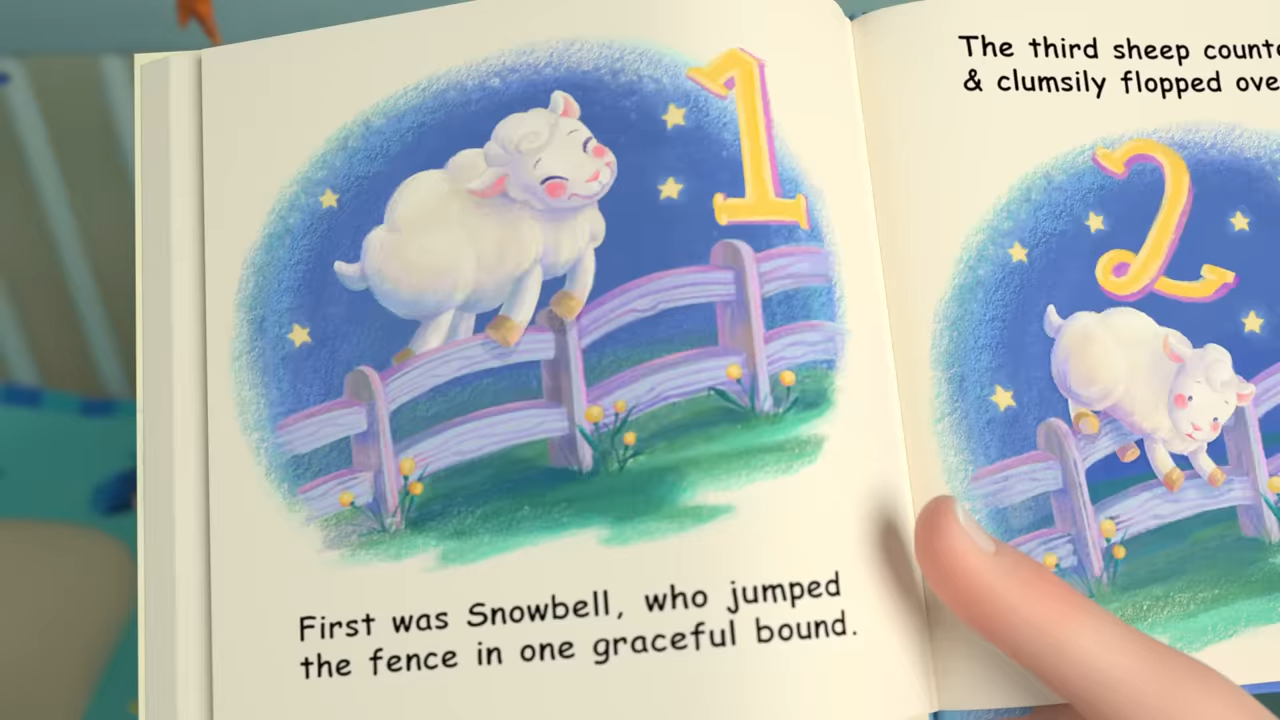 1
First was Snowbell, who jumped
the fence in one graceful bound.
The third sheep
& clumsily flopped
2